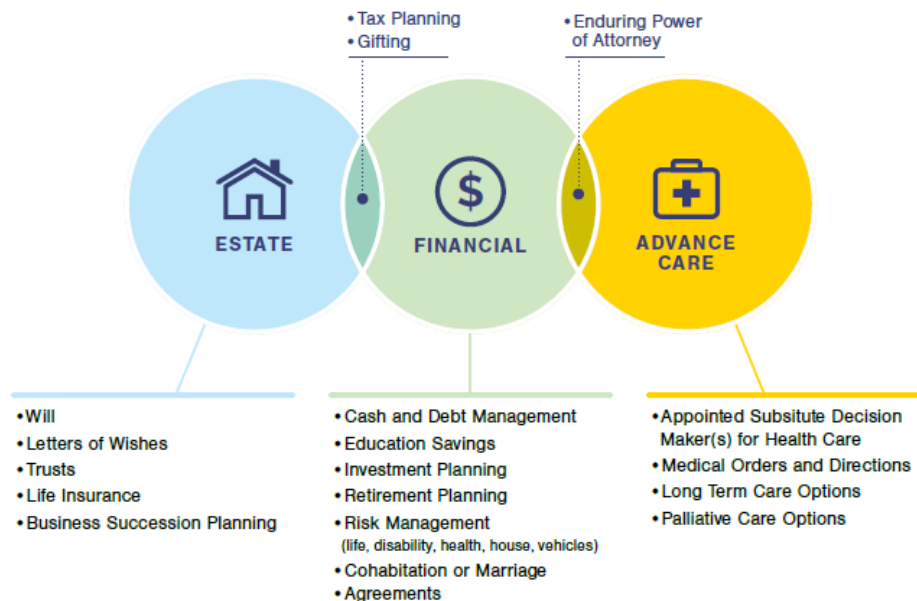 • Tax Planning
• Gifting
• Enduring Power
of Attorney
$
ESTATE
FINANCIAL
ADVANCE
CARE
• Will
• Letters of Wishes
• Trusts
• Life Insurance
• Business Succession Planning
• Cash and Debt Management
• Education Savings
• Investment Planning
• Retirement Planning
• Risk Management
(life, disability, health, house, vehicles)
• Cohabitation or Marriage
• Agreements
• Appointed Subsitute Decision
Maker(s) for Health Care
• Medical Orders and Directions
• Long Term Care Options
• Palliative Care Options